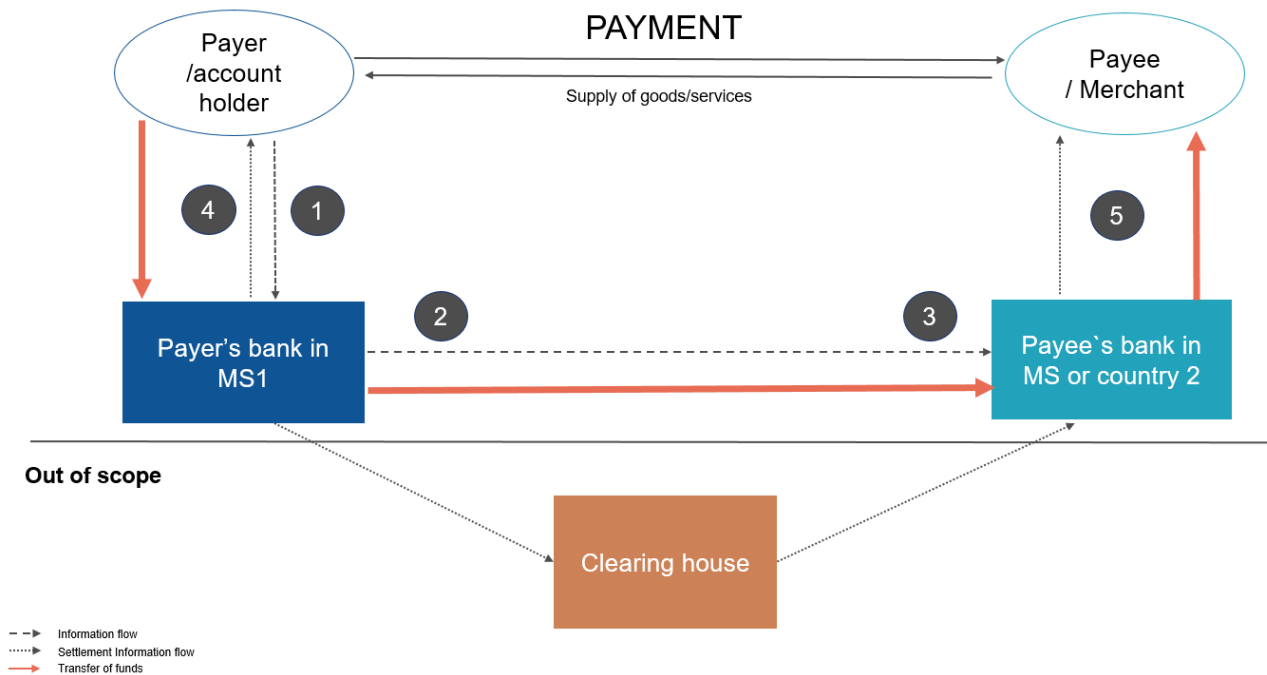 PAYMENT
Payer
/account
holder
Payee
/ Merchant
Supply of goods/services
4
1
5
2
3
Payer’s bank in
MS1
Payee`s bank in
MS or country 2
Out of scope
Clearing house
Information flow
Settlement Information flow
Transfer of funds